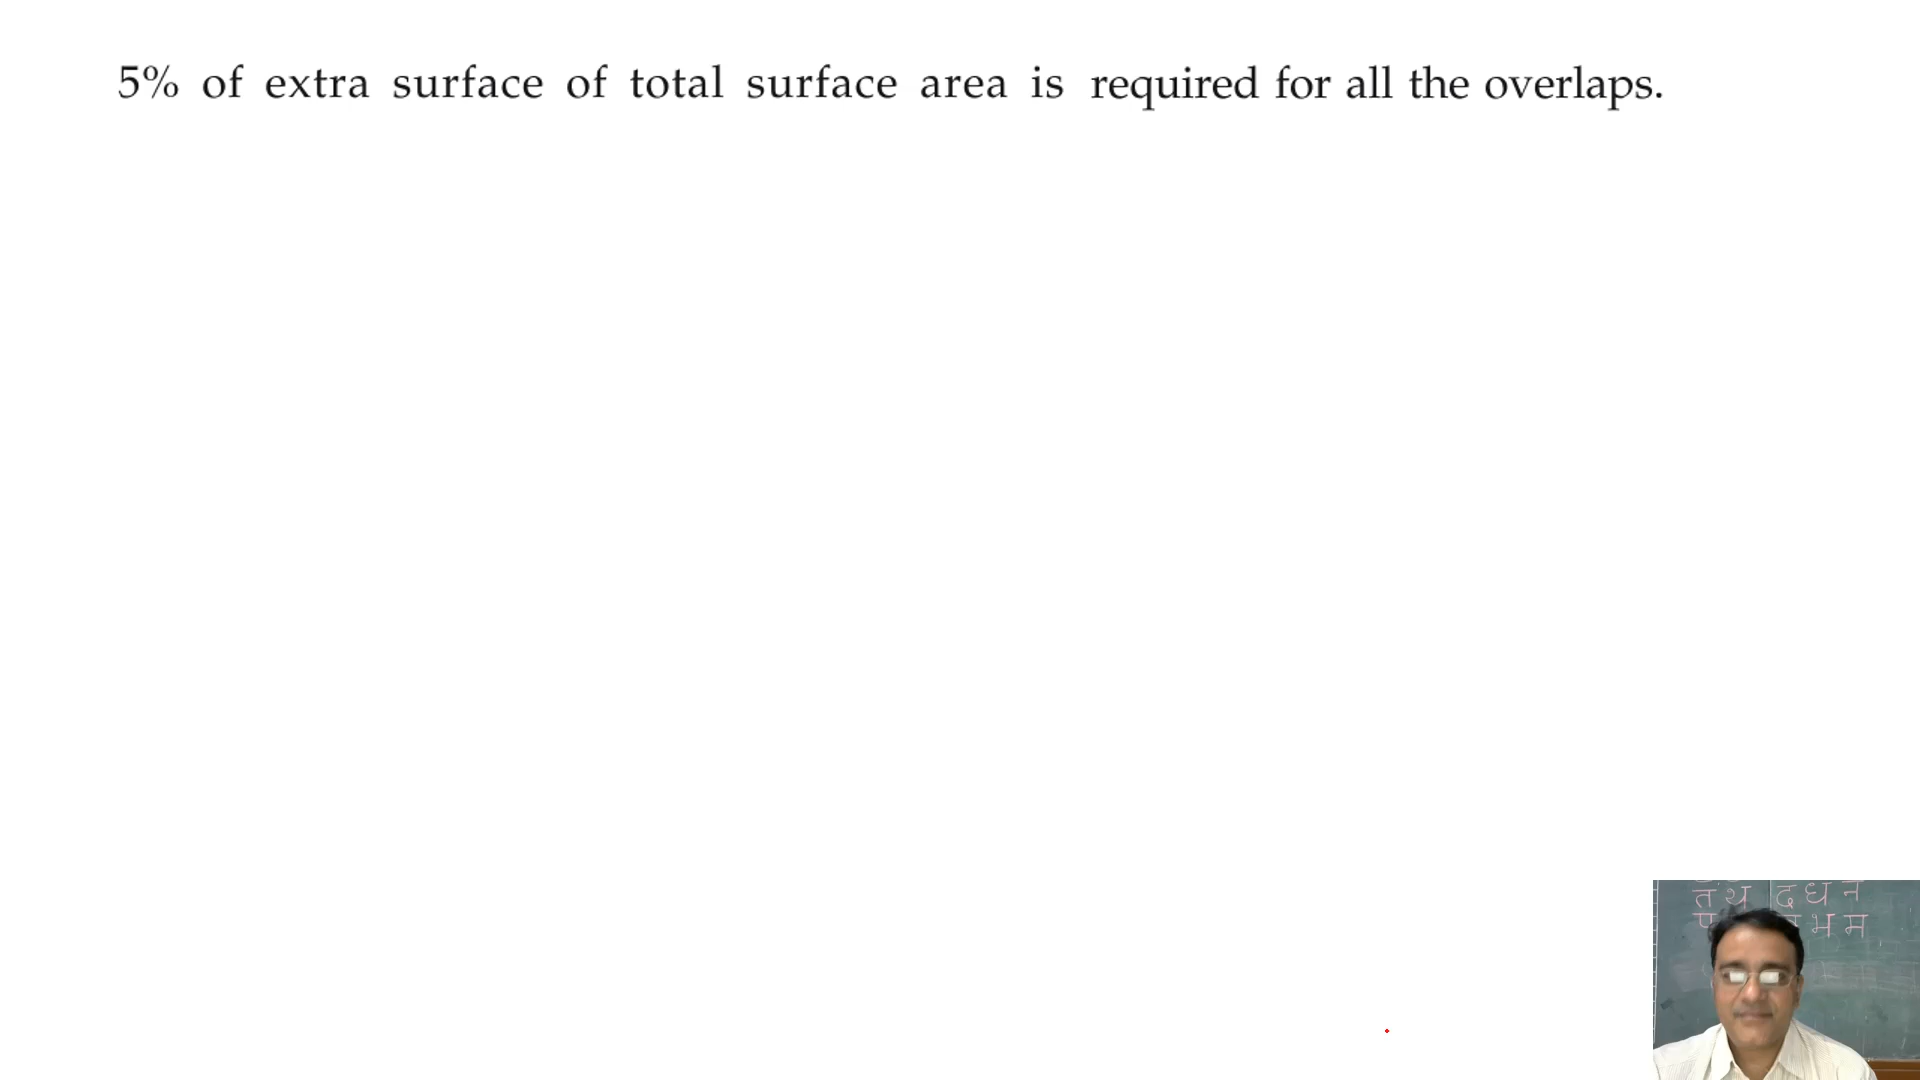 5% of extra surface of total surface area is required for all the overlaps.
त थ द ध न
प भ म